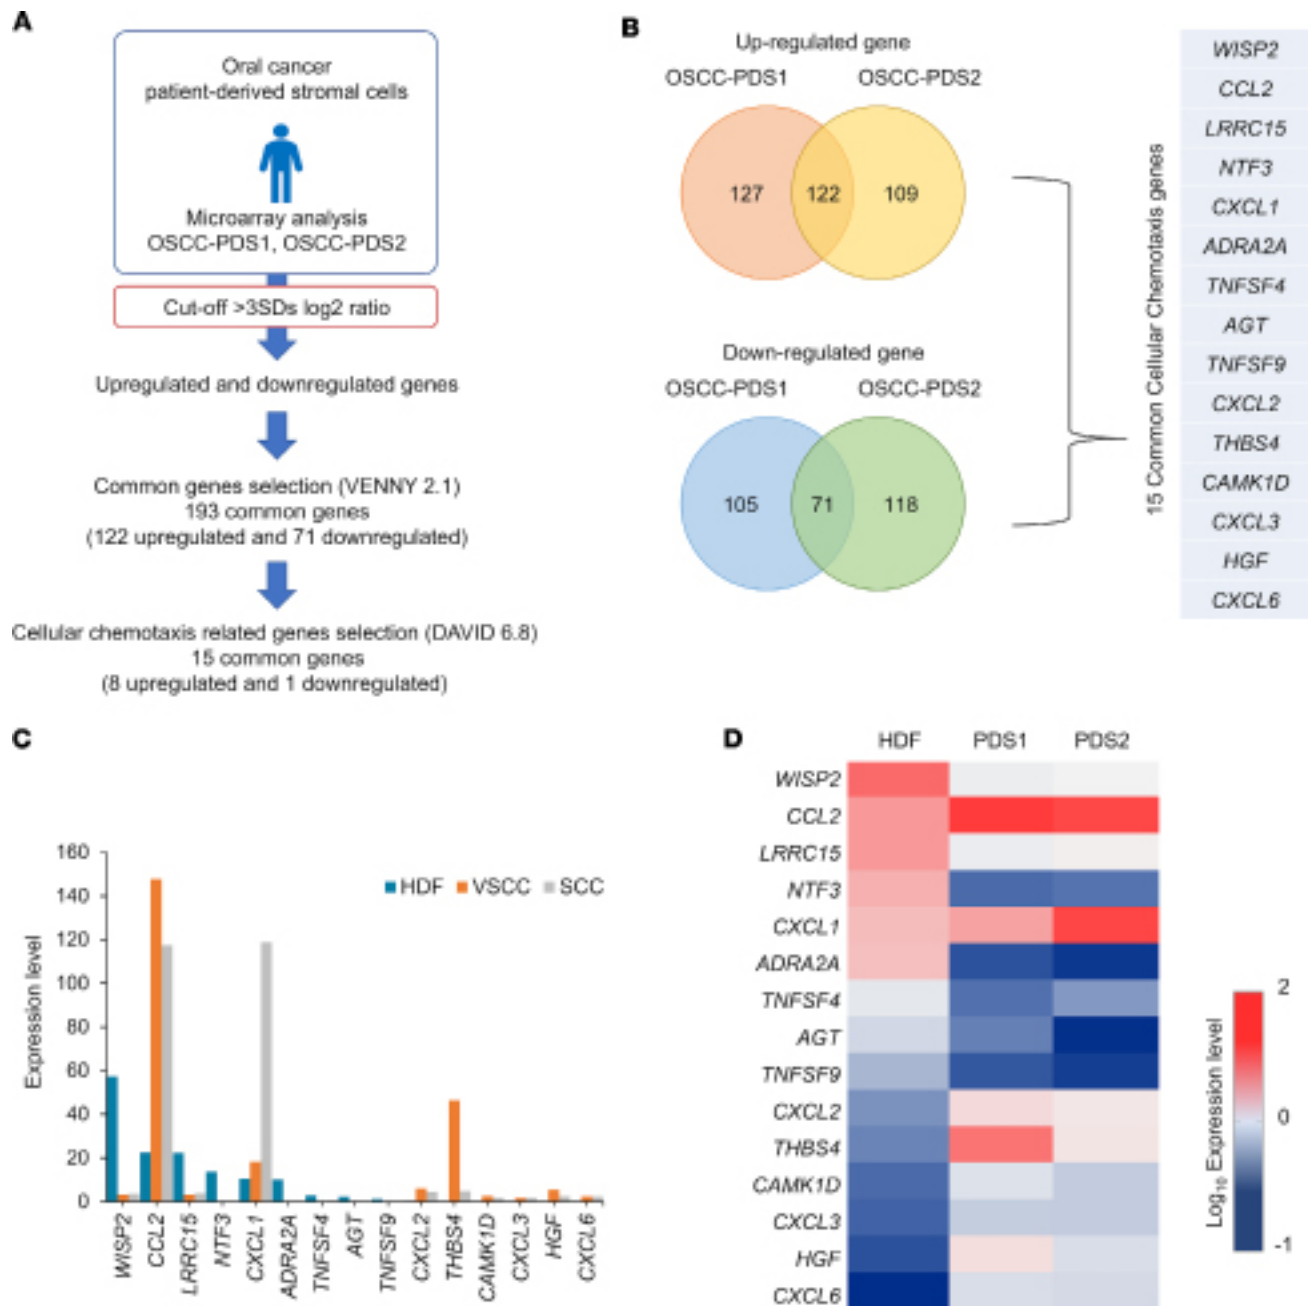 A
Oral cancer
patient-derived stromal cells
Microarray analysis
OSCC-PDS1, OSCC-PDS2
Cut-off >3SDs log2 ratio
Upregulated and downregulated genes
Common genes selection (VENNY 2.1)
193 common genes
(122 upregulated and 71 downregulated)
Cellular chemotaxis related genes selection (DAVID 6.8)
15 common genes
(8 upregulated and 1 downregulated)
B
Up-regulated gene
OSCC-PDS1 OSCC-PDS2
127 122 109
Down-regulated gene
OSCC-PDS1 OSCC-PDS2
105 71 118
15 Common Cellular Chemotaxis genes
WISP2
CCL2
LRRC15
NTF3
CXCL1
ADRA2A
TNFSF4
AGT
TNFSF9
CXCL2
THBS4
CAMK1D
CXCL3
HGF
CXCL6
C
Expression level
160
140
120
100
80
60
40
20
0
HDF VSCC SCC
WISP2
CCL2
LRRC15
NTF3
CXCL1
ADRA2A
TNFSF4
AGT
TNFSF9
CXCL2
THBS4
CAMK1D
CXCL3
HGF
CXCL6
D
HDF PDS1 PDS2
WISP2
CCL2
LRRC15
NTF3
CXCL1
ADRA2A
TNFSF4
AGT
TNFSF9
CXCL2
THBS4
CAMK1D
CXCL3
HGF
CXCL6
Log₁₀ Expression level
2
0
-1